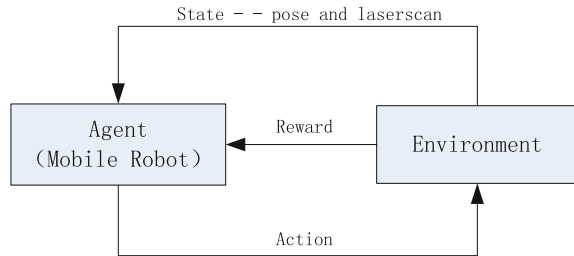 State - - pose and laserscan
Agent
(Mobile Robot)
Reward
Environment
Action